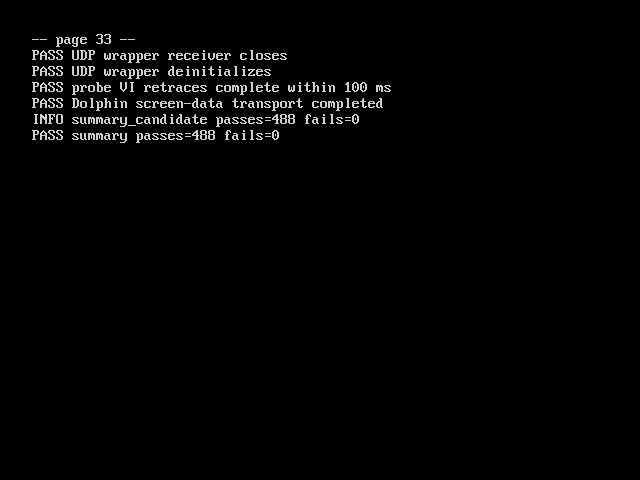 -- page 33 --
PASS UDP wrapper receiver closes
PASS UDP wrapper deinitializes
PASS probe VI retraces complete within 100 ms
PASS Dolphin screen-data transport completed
INFO summary_candidate passes=488 fails=0
PASS summary passes=488 fails=0